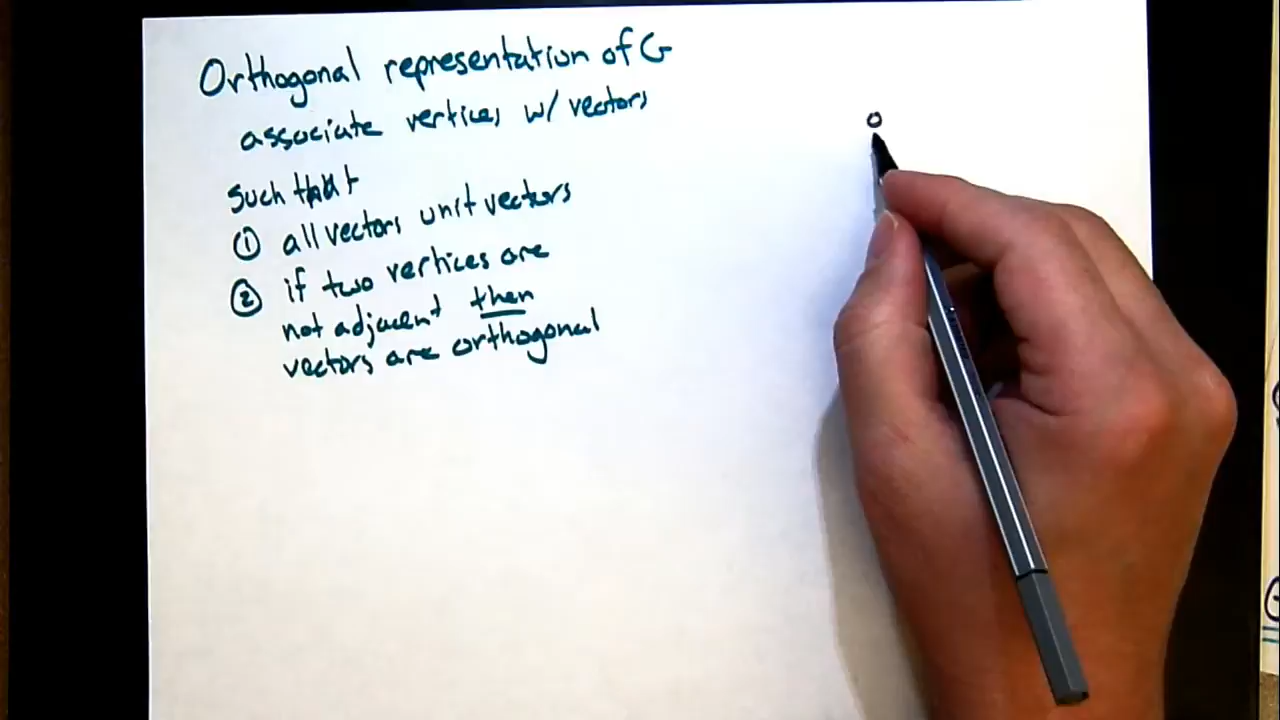 Orthogonal representation of G
associate vertices w/ vectors
such that
① all vectors unit vectors
② if two vertices are
not adjacent then
vectors are orthogonal